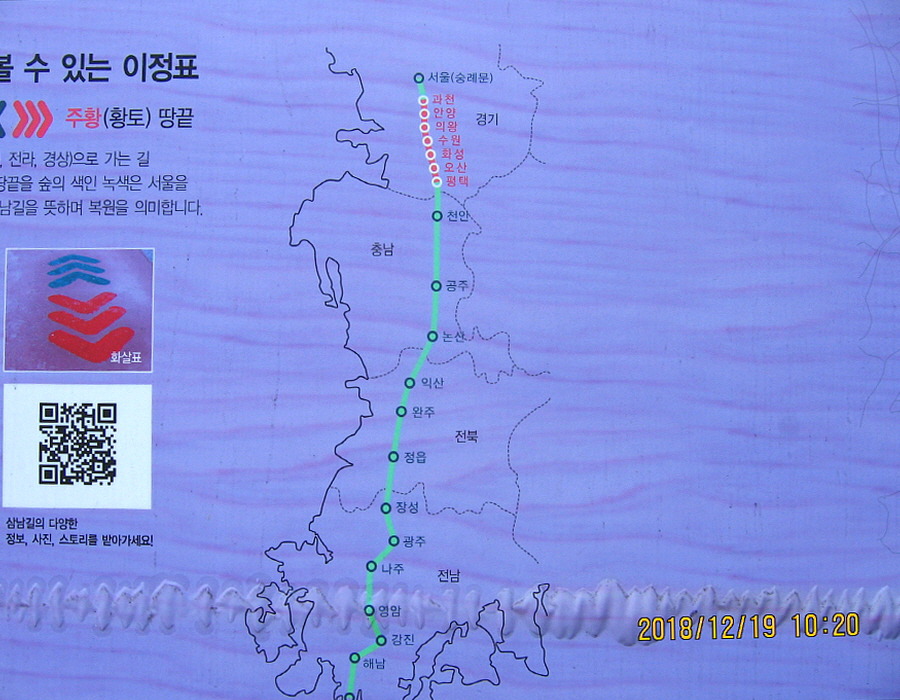 볼 수 있는 이정표
주황(황토) 땅끝
, 전라, 경상)으로 가는 길
땅끝을 숲의 색인 녹색은 서울을
남길을 뜻하며 복원을 의미합니다.
화살표
삼남길의 다양한
정보, 사진, 스토리를 받아가세요!
서울(숭례문)
과천
안양
의왕
수원
화성
오산
평택
경기
천안
충남
공주
논산
익산
완주
전북
정읍
장성
광주
나주
전남
영암
강진
해남
2018/12/19 10:20